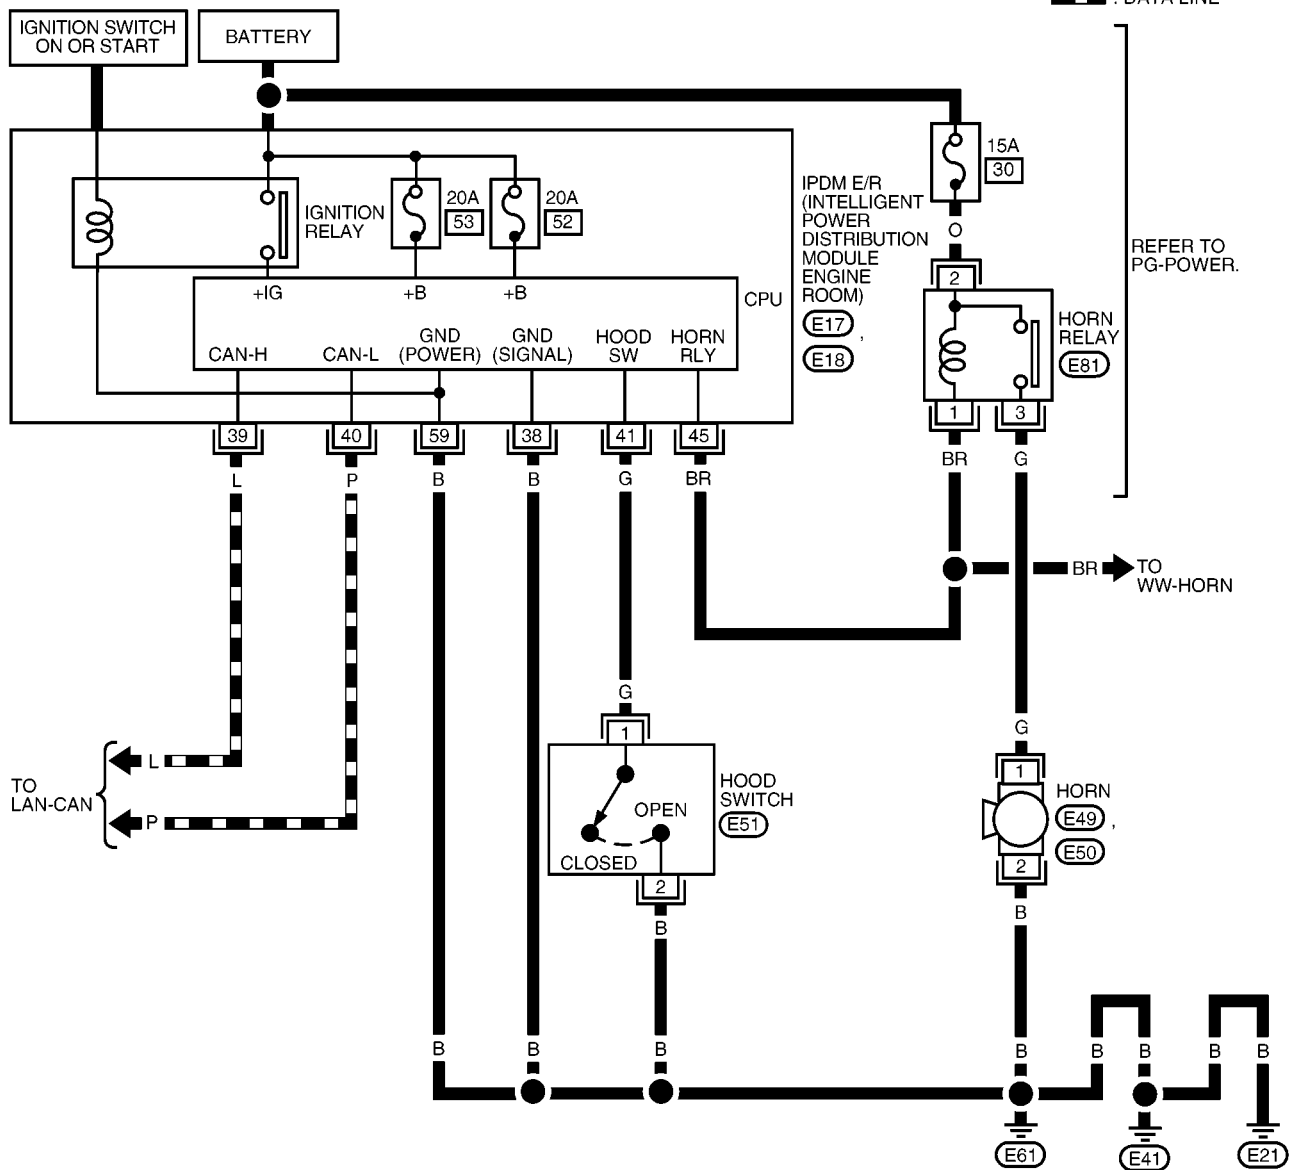 : DATA LINE
IGNITION SWITCH
ON OR START
BATTERY
15A
30
IGNITION
RELAY
20A
53
20A
52
IPDM E/R
(INTELLIGENT
POWER
DISTRIBUTION
MODULE
ENGINE
ROOM)
E17 ,
E18
O
2
REFER TO
PG-POWER.
+IG
+B
+B
CPU
CAN-H
CAN-L
GND
(POWER)
GND
(SIGNAL)
HOOD
SW
HORN
RLY
HORN
RELAY
E81
1
3
39
40
59
38
41
45
L
P
B
B
G
BR
BR
G
BR
TO
WW-HORN
G
1
G
1
TO
LAN-CAN
L
P
OPEN
CLOSED
HOOD
SWITCH
E51
2
B
HORN
E49 ,
E50
2
B
B
B
B
B
B
B
B
B
E61
E41
E21